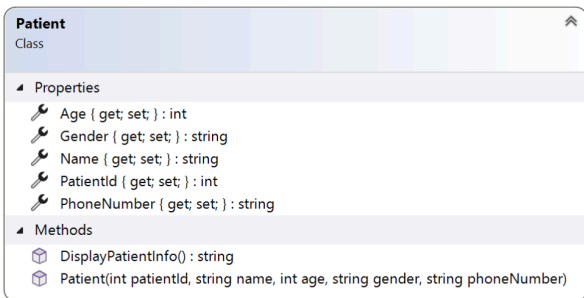 Patient
Class
Properties
Age { get; set; } : int
Gender { get; set; } : string
Name { get; set; } : string
PatientId { get; set; } : int
PhoneNumber { get; set; } : string
Methods
DisplayPatientInfo() : string
Patient(int patientId, string name, int age, string gender, string phoneNumber)